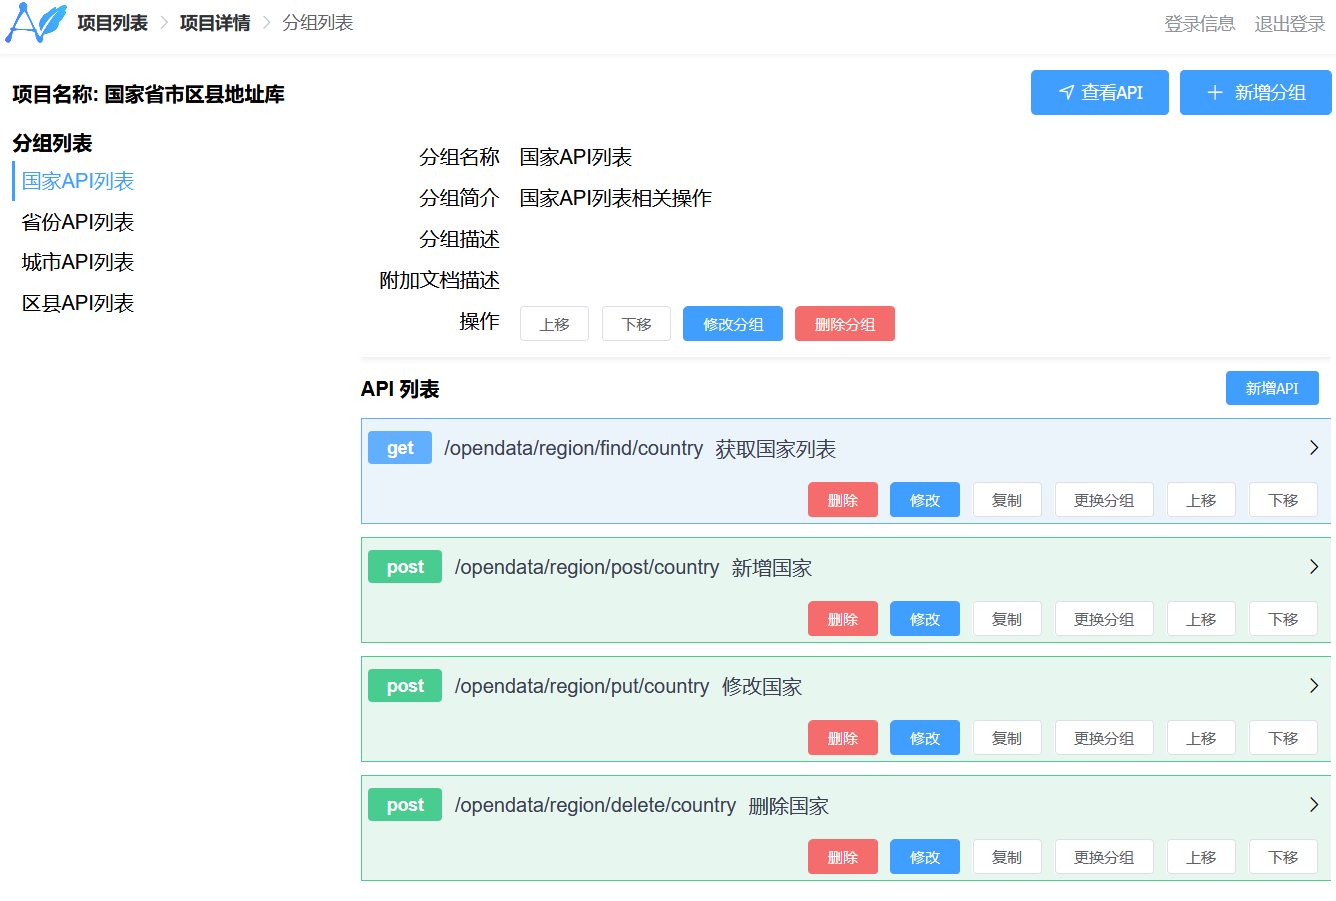 项目列表 > 项目详情 > 分组列表 登录信息 退出登录
项目名称: 国家省市区县地址库 查看API 新增分组
分组列表
国家API列表
省份API列表
城市API列表
区县API列表
分组名称 国家API列表
分组简介 国家API列表相关操作
分组描述
附加文档描述
操作 上移 下移 修改分组 删除分组
API 列表 新增API
get /opendata/region/find/country 获取国家列表
删除 修改 复制 更换分组 上移 下移
post /opendata/region/post/country 新增国家
删除 修改 复制 更换分组 上移 下移
post /opendata/region/put/country 修改国家
删除 修改 复制 更换分组 上移 下移
post /opendata/region/delete/country 删除国家
删除 修改 复制 更换分组 上移 下移